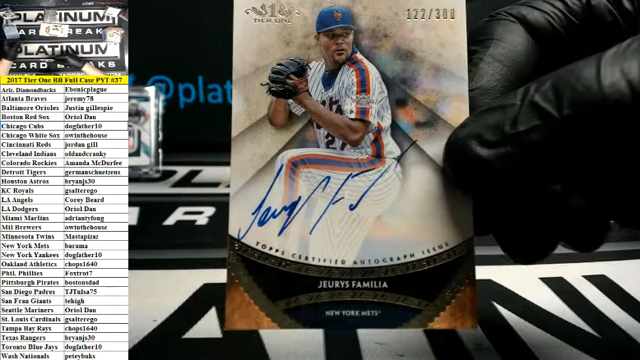 PLATINUM
CARD BREAKS
2017 Tier One BB Full Case PYT #37
Ariz. Diamondbacks Ebonicplague
Atlanta Braves jeremy78
Baltimore Orioles Justin gillespie
Boston Red Sox Oriol Dan
Chicago Cubs dogfather10
Chicago White Sox owinthehouse
Cincinnati Reds jordan gill
Cleveland Indians oldandcranky
Colorado Rockies Amanda McDurfee
Detroit Tigers germanschnetzens
Houston Astros bryanjs30
KC Royals gsalterego
LA Angels Corey Beard
LA Dodgers Oriol Dan
Miami Marlins adriantyfong
Mil Brewers owinthehouse
Minnesota Twins Mastapizaz
New York Mets barama
New York Yankees dogfather10
Oakland Athletics chops1640
Phil. Phillies Foxtrot7
Pittsburgh Pirates bostonsdad
San Diego Padres TJTulsa75
San Fran Giants tehigh
Seattle Mariners Oriol Dan
St. Louis Cardinals gsalterego
Tampa Bay Rays chops1640
Texas Rangers bryanjs30
Toronto Blue Jays dogfather10
Wash Nationals peteybuks
@plat
1
TIER ONE
122/300
27
TOPPS CERTIFIED AUTOGRAPH ISSUE
JEURYS FAMILIA
NEW YORK METS